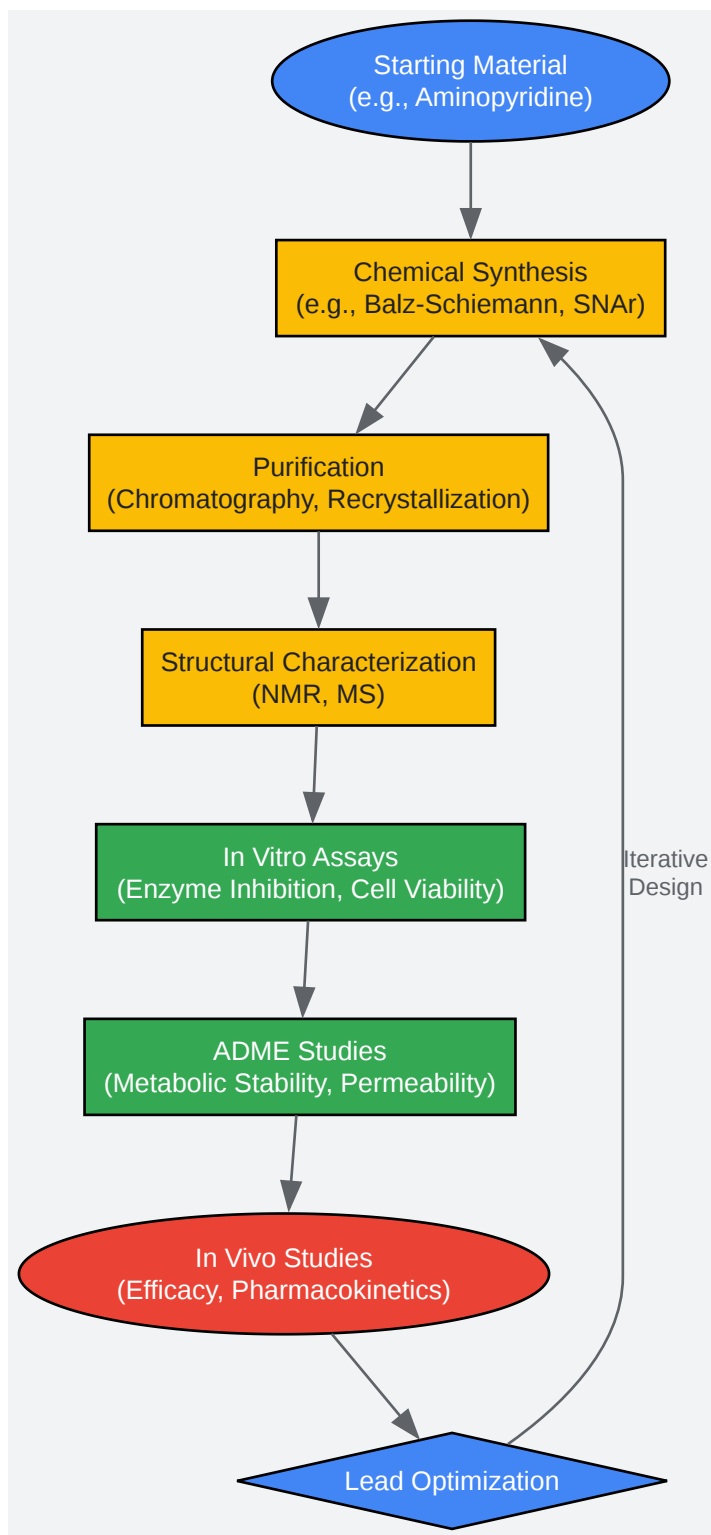 Starting Material
(e.g., Aminopyridine)
Chemical Synthesis
(e.g., Balz-Schiemann, SNAr)
Purification
(Chromatography, Recrystallization)
Structural Characterization
(NMR, MS)
In Vitro Assays
(Enzyme Inhibition, Cell Viability)
Iterative
Design
ADME Studies
(Metabolic Stability, Permeability)
In Vivo Studies
(Efficacy, Pharmacokinetics)
Lead Optimization